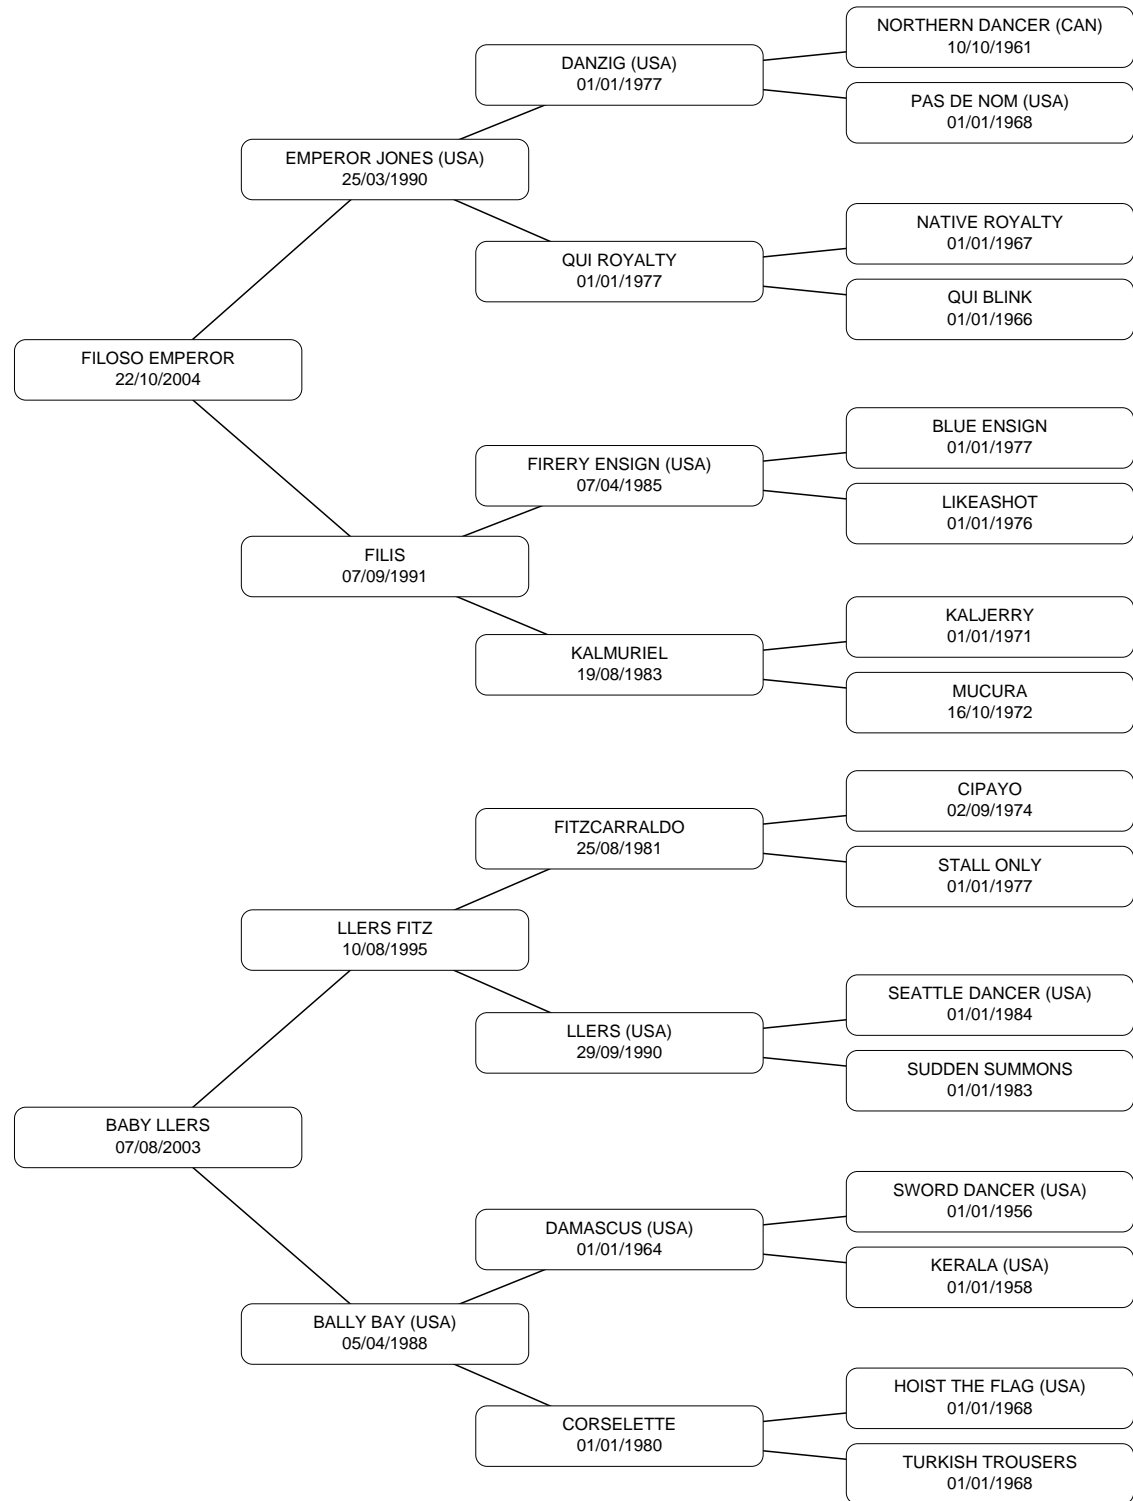 NORTHERN DANCER (CAN)
10/10/1961
DANZIG (USA)
01/01/1977
PAS DE NOM (USA)
01/01/1968
EMPEROR JONES (USA)
25/03/1990
NATIVE ROYALTY
01/01/1967
QUI ROYALTY
01/01/1977
QUI BLINK
01/01/1966
FILOSO EMPEROR
22/10/2004
BLUE ENSIGN
01/01/1977
FIRERY ENSIGN (USA)
07/04/1985
LIKEASHOT
01/01/1976
FILIS
07/09/1991
KALJERRY
01/01/1971
KALMURIEL
19/08/1983
MUCURA
16/10/1972
CIPAYO
02/09/1974
FITZCARRALDO
25/08/1981
STALL ONLY
01/01/1977
LLERS FITZ
10/08/1995
SEATTLE DANCER (USA)
01/01/1984
LLERS (USA)
29/09/1990
SUDDEN SUMMONS
01/01/1983
BABY LLERS
07/08/2003
SWORD DANCER (USA)
01/01/1956
DAMASCUS (USA)
01/01/1964
KERALA (USA)
01/01/1958
BALLY BAY (USA)
05/04/1988
HOIST THE FLAG (USA)
01/01/1968
CORSELETTE
01/01/1980
TURKISH TROUSERS
01/01/1968